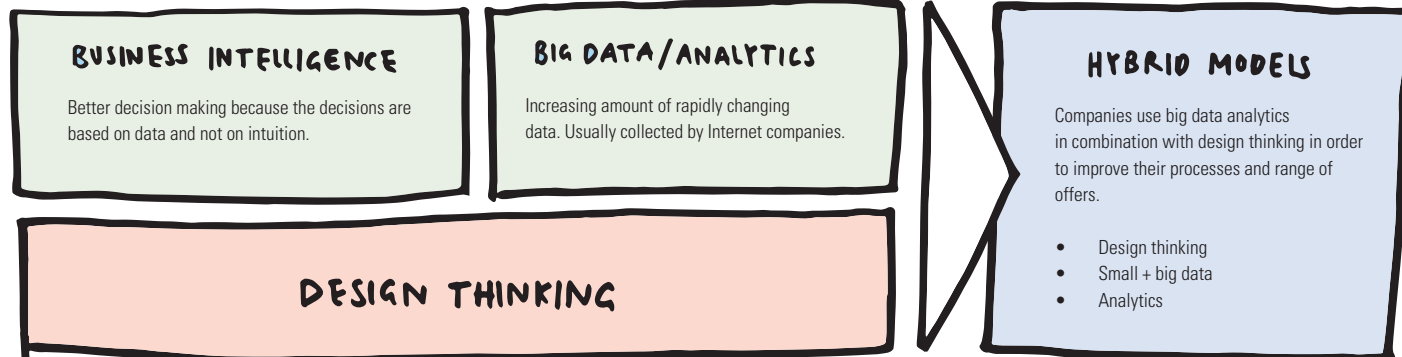 BUSINESS INTELLIGENCE
Better decision making because the decisions are
based on data and not on intuition.
BIG DATA/ANALYTICS
Increasing amount of rapidly changing
data. Usually collected by Internet companies.
DESIGN THINKING
HYBRID MODELS
Companies use big data analytics
in combination with design thinking in order
to improve their processes and range of
offers.
• Design thinking
• Small + big data
• Analytics